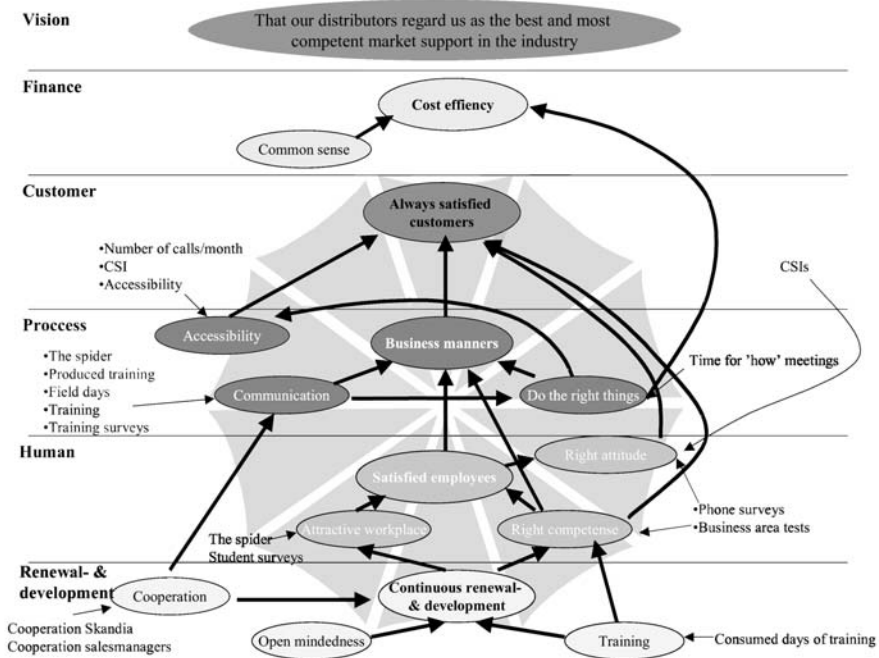 Vision
That our distributors regard us as the best and most
competent market support in the industry
Finance
Cost effiency
Common sense
Customer
Always satisfied
customers
•Number of calls/month
•CSI
•Accessibility
CSIs
Proccess
Accessibility
Business manners
•The spider
•Produced training
•Field days
•Training
•Training surveys
Time for 'how' meetings
Communication
Do the right things
Human
Right attitude
Satisfied employees
•Phone surveys
•Business area tests
The spider
Student surveys
Attractive workplace
Right competense
Renewal- &
development
Cooperation
Continuous renewal-
& development
Cooperation Skandia
Cooperation salesmanagers
Open mindedness
Training
Consumed days of training